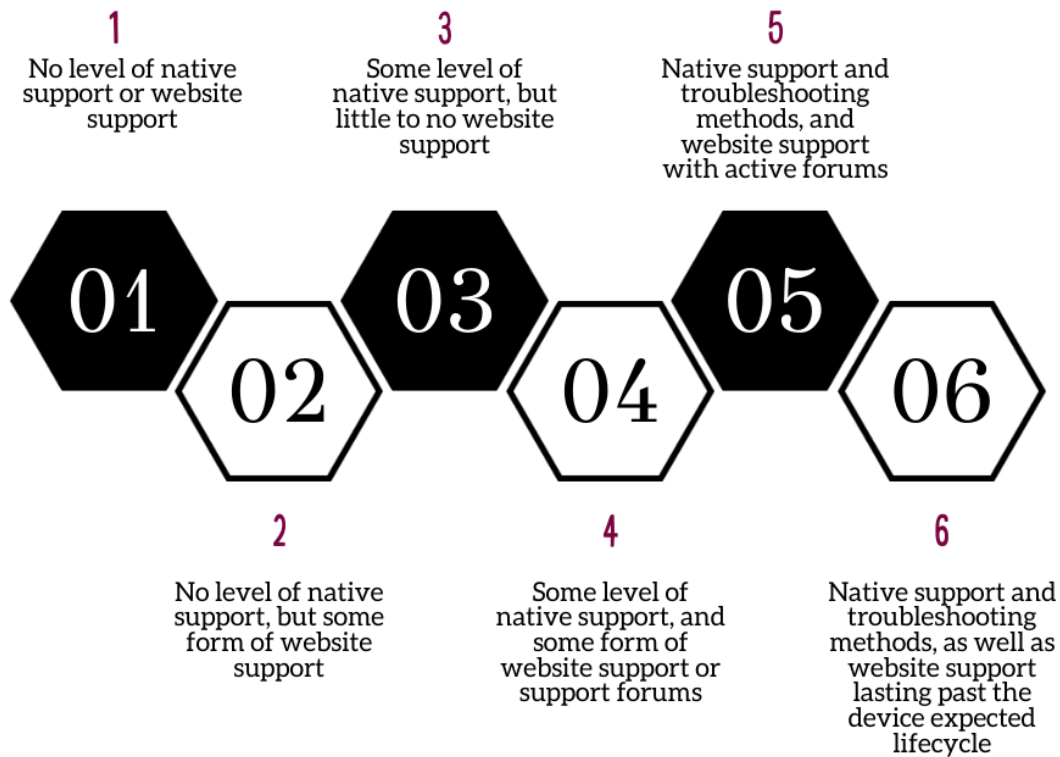 1
No level of native
support or website
support
3
Some level of
native support, but
little to no website
support
5
Native support and
troubleshooting
methods, and
website support
with active forums
01
02
03
04
05
06
2
No level of native
support, but some
form of website
support
4
Some level of
native support, and
some form of
website support or
support forums
6
Native support and
troubleshooting
methods, as well as
website support
lasting past the
device expected
lifecycle